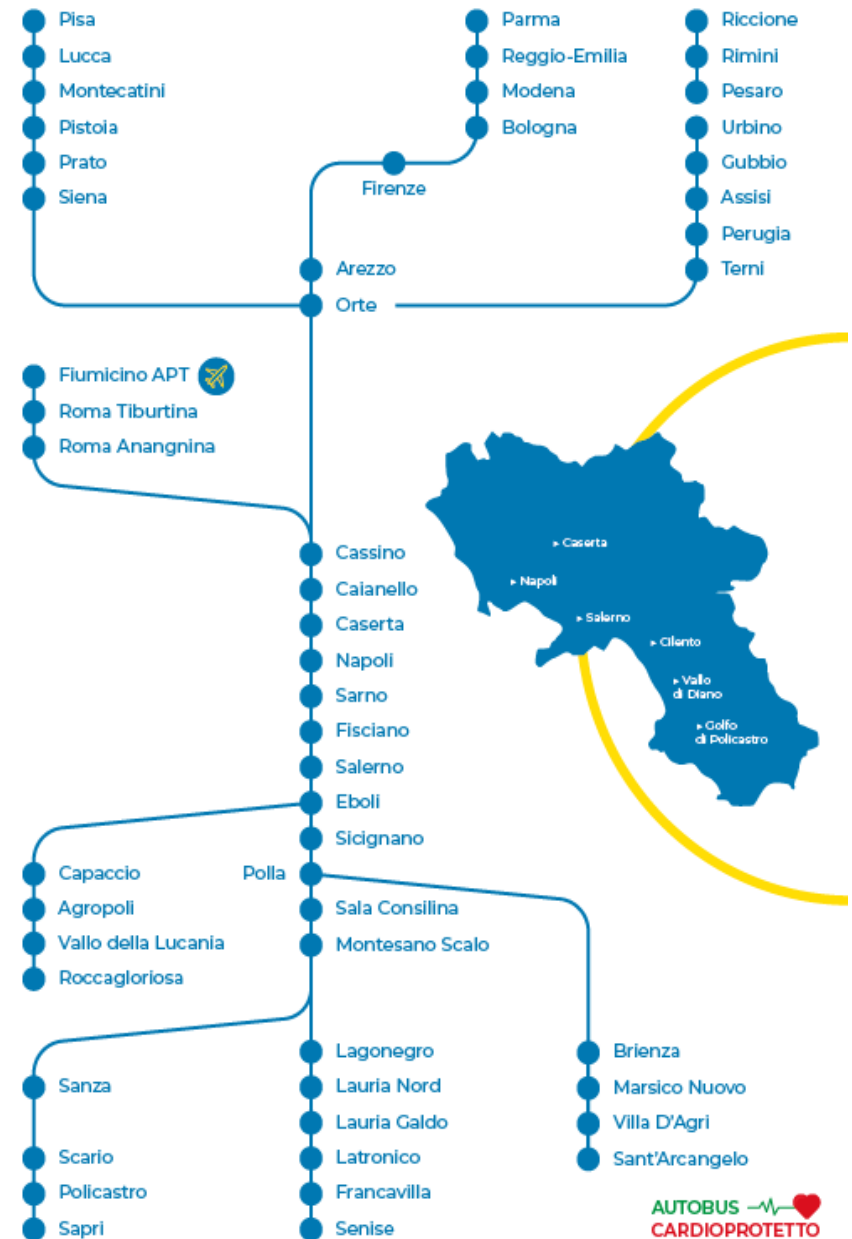 Pisa
Lucca
Montecatini
Pistoia
Prato
Siena
Parma
Reggio-Emilia
Modena
Bologna
Firenze
Arezzo
Orte
Riccione
Rimini
Pesaro
Urbino
Gubbio
Assisi
Perugia
Terni
Fiumicino APT
Roma Tiburtina
Roma Anangnina
Cassino
Caianello
Caserta
Napoli
Sarno
Fisciano
Salerno
Eboli
Sicignano
Polla
Sala Consilina
Montesano Scalo
▸ Caserta
▸ Napoli
▸ Salerno
▸ Cilento
▸ Vallo
di Diano
▸ Golfo
di Policastro
Capaccio
Agropoli
Vallo della Lucania
Roccagloriosa
Sanza
Scario
Policastro
Sapri
Lagonegro
Lauria Nord
Lauria Galdo
Latronico
Francavilla
Senise
Brienza
Marsico Nuovo
Villa D'Agri
Sant'Arcangelo
AUTOBUS
CARDIOPROTETTO